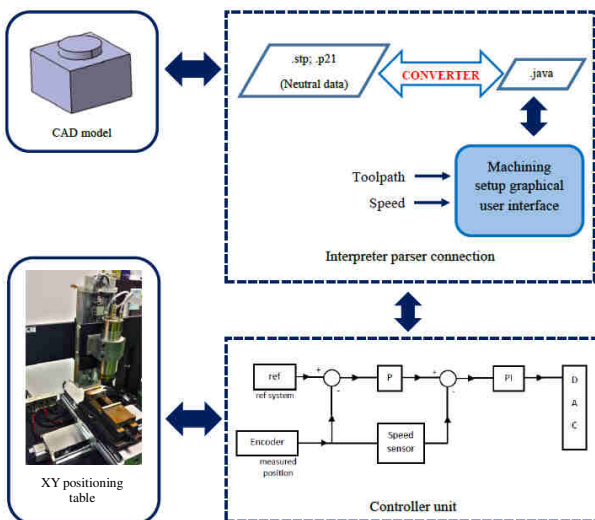 CAD model
.stp; .p21
(Neutral data)
CONVERTER
.java
Toolpath
Speed
Machining
setup graphical
user interface
Interpreter parser connection
XY positioning
table
ref
ref system
+
-
P
+
-
PI
D
A
C
Encoder
measured
position
Speed
sensor
Controller unit